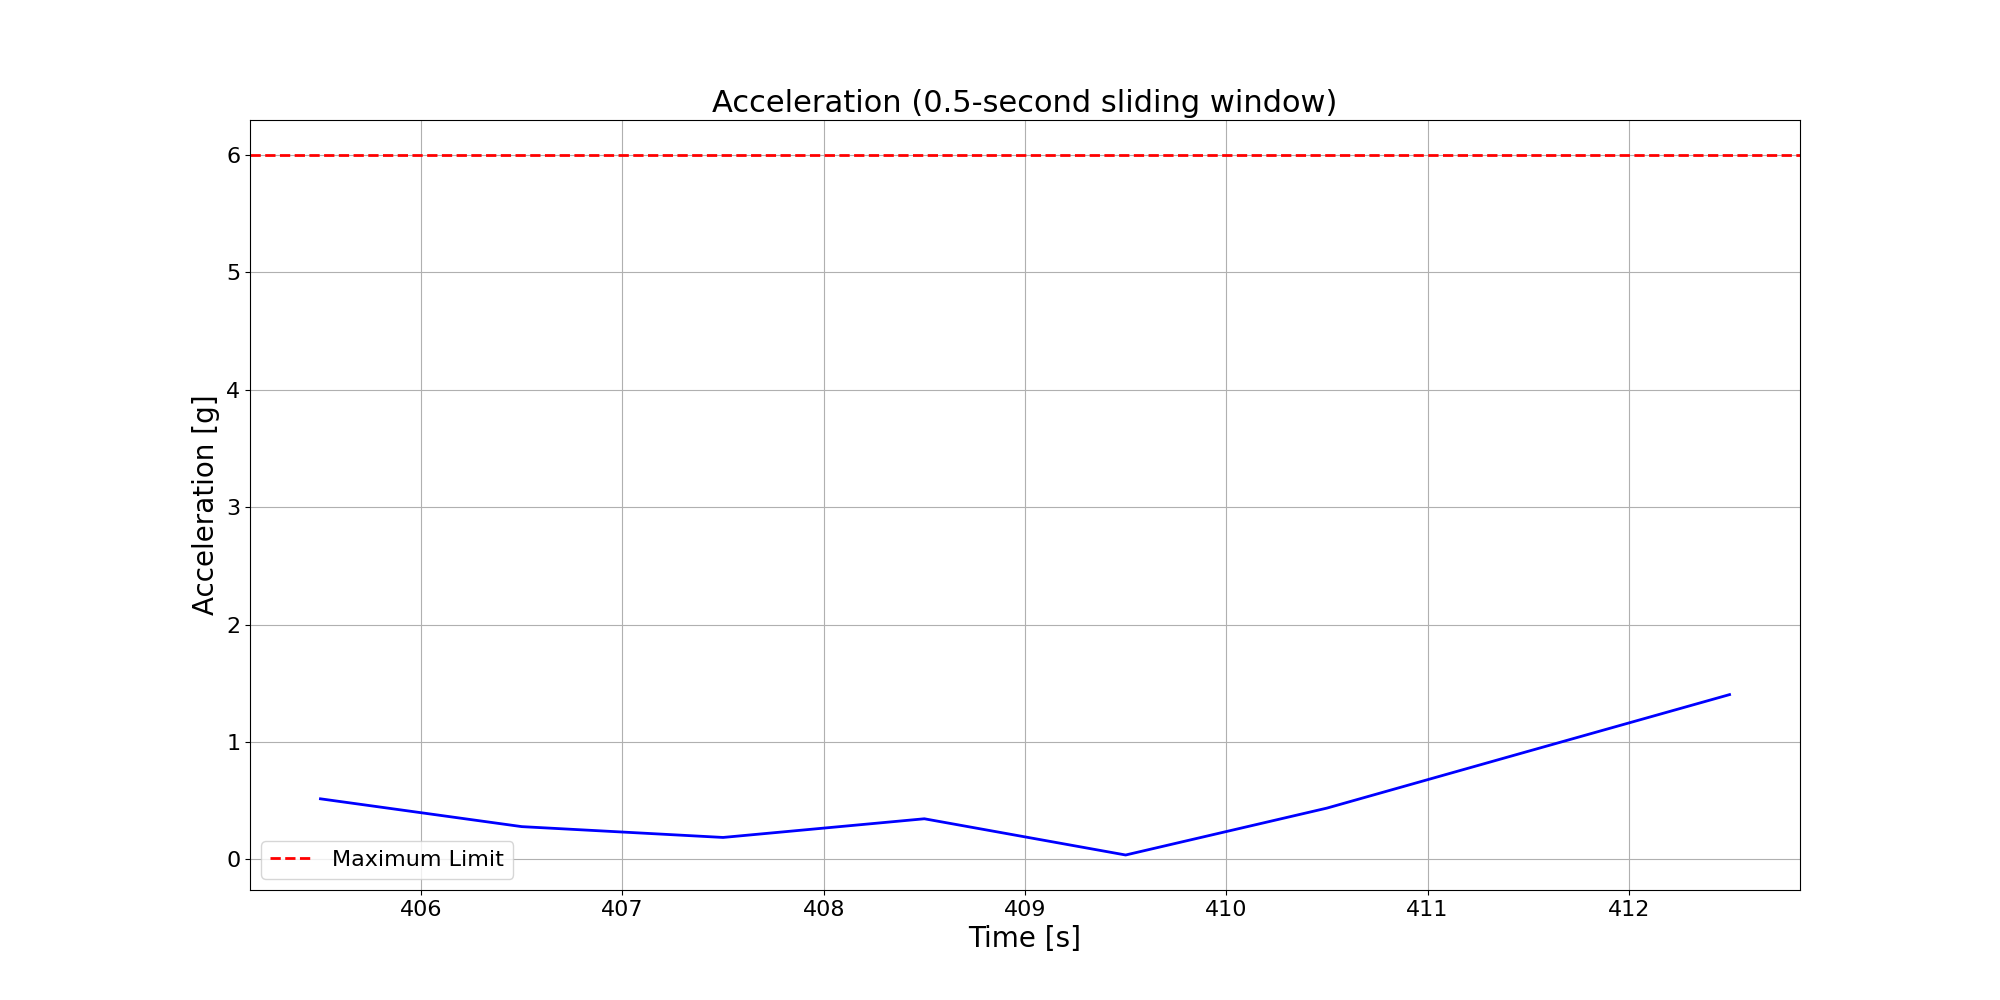 Acceleration (0.5-second sliding window)
Acceleration [g]
6
5
4
3
2
1
0
Maximum Limit
406 407 408 409 410 411 412
Time [s]